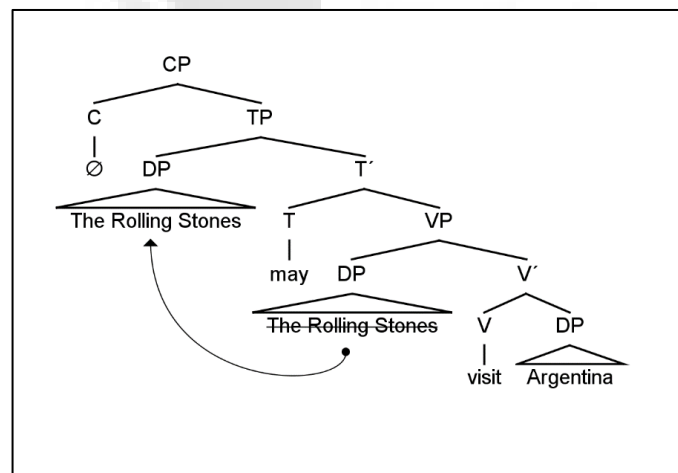 CP
C TP
∅ DP T´
The Rolling Stones T VP
may DP V´
The Rolling Stones V DP
visit Argentina